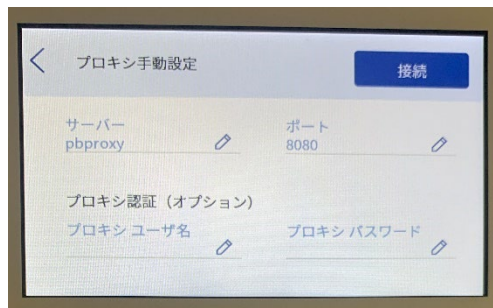 プロキシ手動設定
接続
サーバー
pbproxy
ポート
8080
プロキシ認証（オプション）
プロキシ ユーザ名
プロキシ パスワード